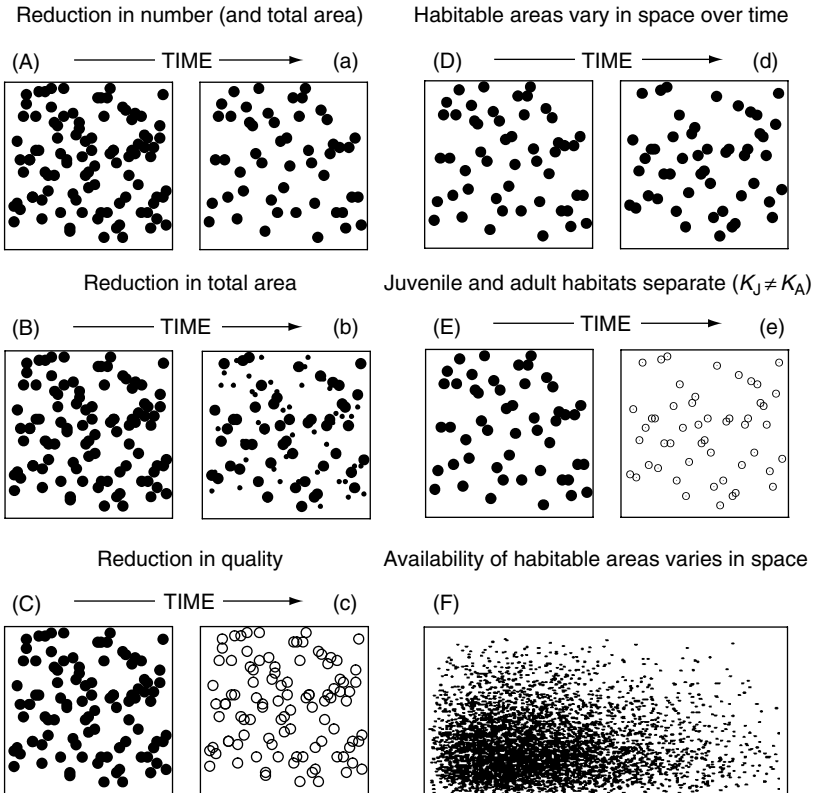 Reduction in number (and total area)
(A) TIME (a)
Reduction in total area
(B) TIME (b)
Reduction in quality
(C) TIME (c)
Habitable areas vary in space over time
(D) TIME (d)
Juvenile and adult habitats separate (K_J ≠ K_A)
(E) TIME (e)
Availability of habitable areas varies in space
(F)